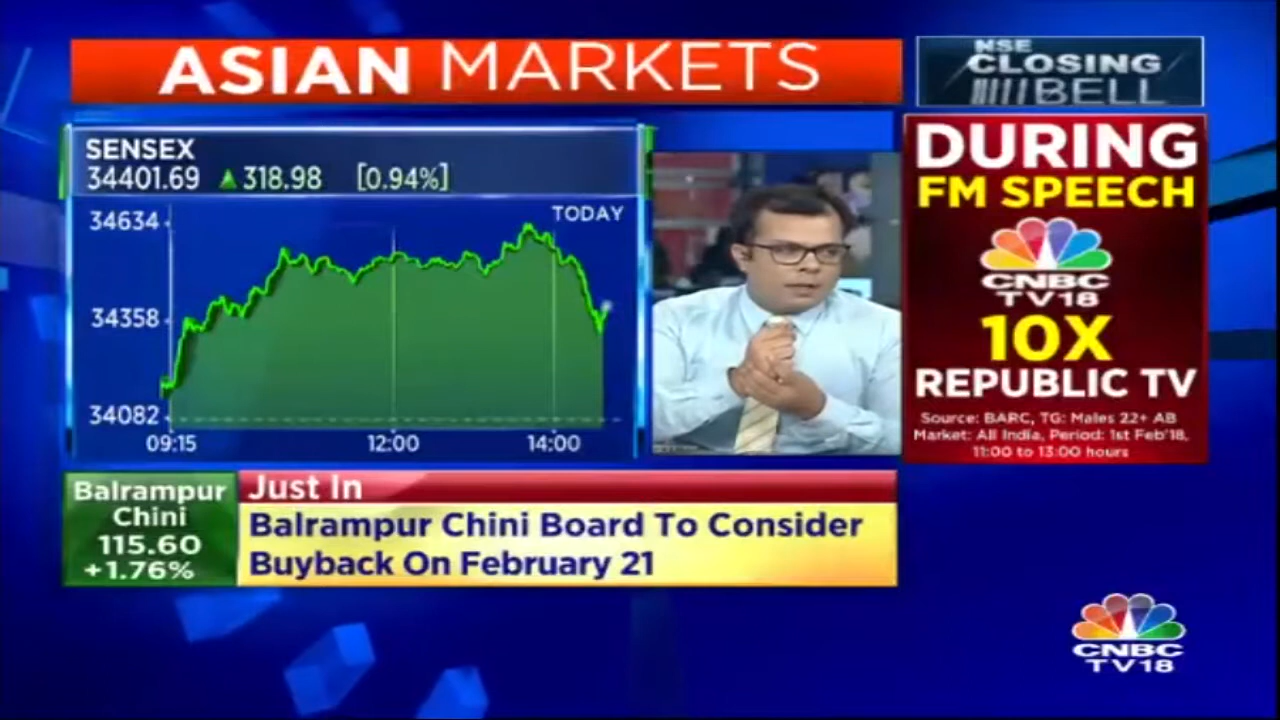 ASIAN MARKETS
NSE
CLOSING
BELL
SENSEX
34401.69 ▲318.98 [0.94%]
TODAY
34634
34358
34082
09:15 12:00 14:00
DURING
FM SPEECH
CNBC
TV18
10X
REPUBLIC TV
Source: BARC, TG: Males 22+ AB
Market: All India, Period: 1st Feb'18,
11:00 to 13:00 hours
Balrampur
Chini
115.60
+1.76%
Just In
Balrampur Chini Board To Consider
Buyback On February 21
CNBC
TV18